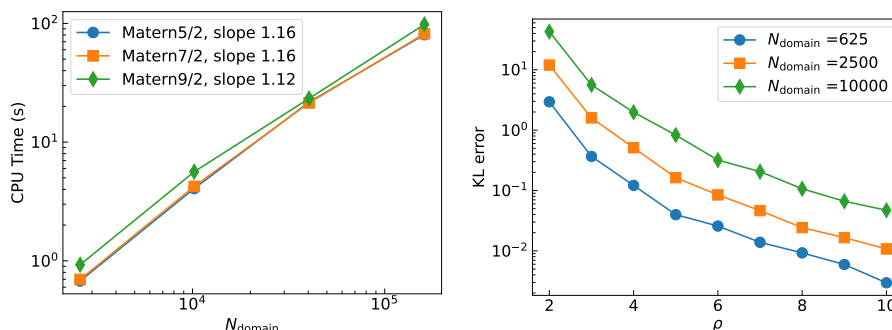 10²
10¹
10⁰
CPU Time (s)
Matern5/2, slope 1.16
Matern7/2, slope 1.16
Matern9/2, slope 1.12
10⁴
10⁵
N_domain
10¹
10⁰
10⁻¹
10⁻²
KL error
N_domain =625
N_domain =2500
N_domain =10000
2
4
6
8
10
ρ